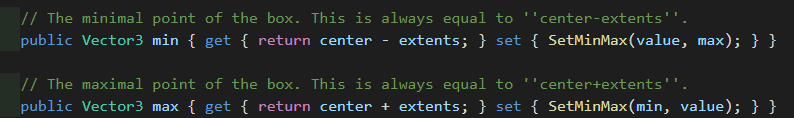 // The minimal point of the box. This is always equal to ''center-extents''.
public Vector3 min { get { return center - extents; } set { SetMinMax(value, max); } }
// The maximal point of the box. This is always equal to ''center+extents''.
public Vector3 max { get { return center + extents; } set { SetMinMax(min, value); } }